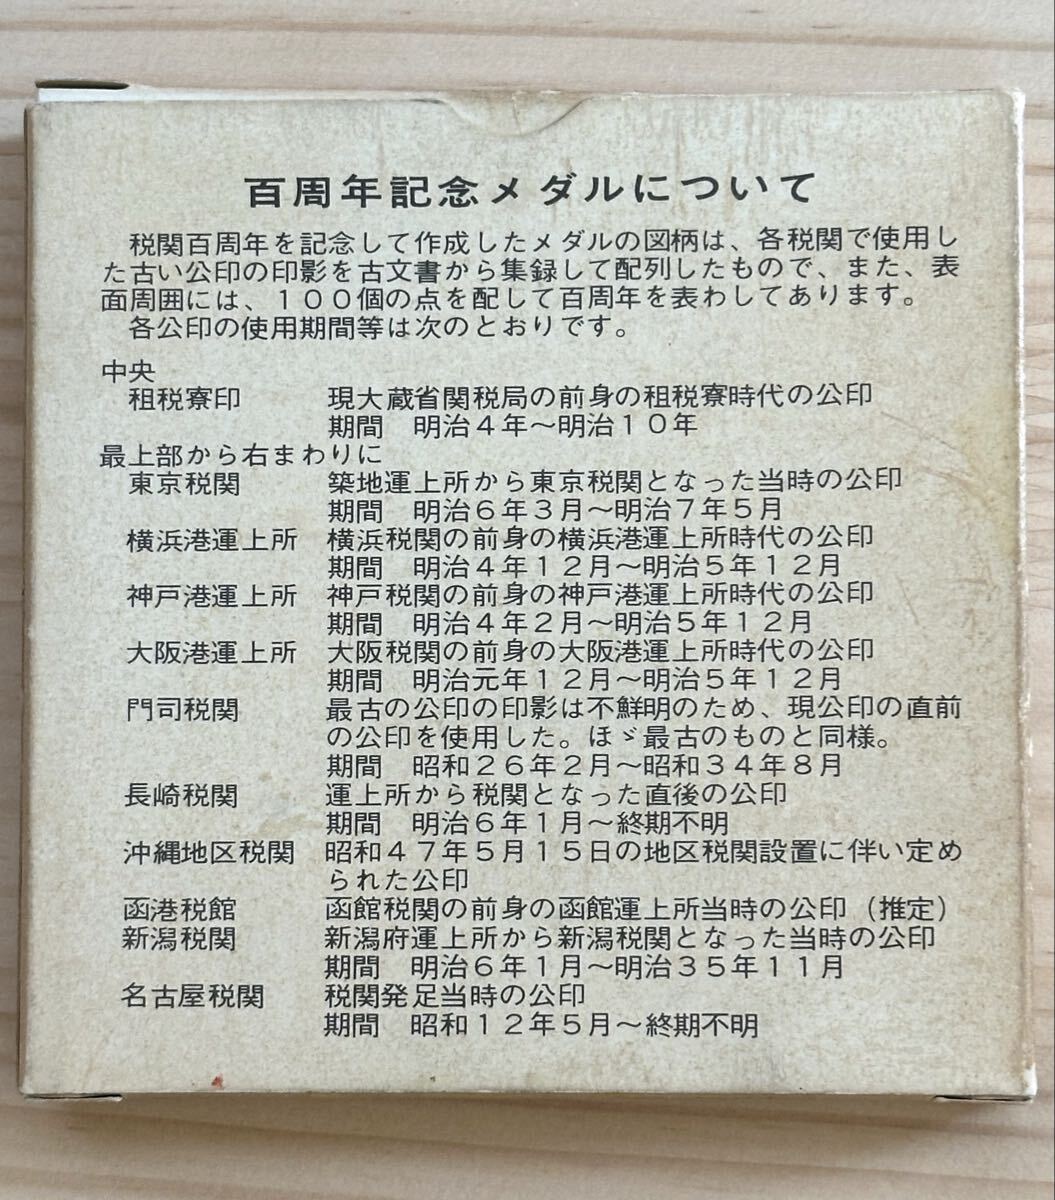 百周年記念メダルについて
税関百周年を記念して作成したメダルの図柄は、各税関で使用し
た古い公印の印影を古文書から集録して配列したもので、また、表
面周囲には、１００個の点を配して百周年を表わしてあります。
各公印の使用期間等は次のとおりです。
中央
租税寮印　現大蔵省関税局の前身の租税寮時代の公印
期間　明治４年～明治１０年
最上部から右まわりに
東京税関　築地運上所から東京税関となった当時の公印
期間　明治６年３月～明治７年５月
横浜港運上所　横浜税関の前身の横浜港運上所時代の公印
期間　明治４年１２月～明治５年１２月
神戸港運上所　神戸税関の前身の神戸港運上所時代の公印
期間　明治４年２月～明治５年１２月
大阪港運上所　大阪税関の前身の大阪港運上所時代の公印
期間　明治元年１２月～明治５年１２月
門司税関　最古の公印の印影は不鮮明のため、現公印の直前
の公印を使用した。ほゞ最古のものと同様。
期間　昭和２６年２月～昭和３４年８月
長崎税関　運上所から税関となった直後の公印
期間　明治６年１月～終期不明
沖縄地区税関　昭和４７年５月１５日の地区税関設置に伴い定め
られた公印
函港税館　函館税関の前身の函館運上所当時の公印（推定）
新潟税関　新潟府運上所から新潟税関となった当時の公印
期間　明治６年１月～明治３５年１１月
名古屋税関　税関発足当時の公印
期間　昭和１２年５月～終期不明